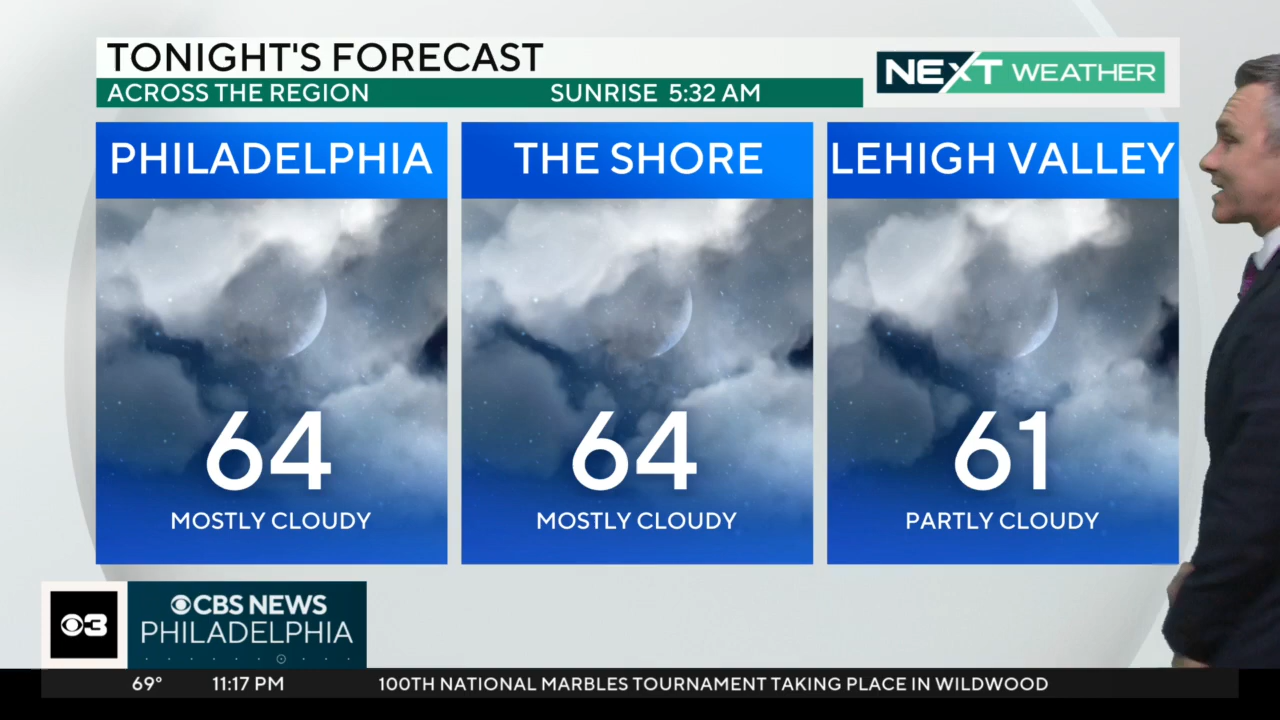 TONIGHT'S FORECAST
ACROSS THE REGION SUNRISE 5:32 AM
NEXT WEATHER
PHILADELPHIA
THE SHORE
LEHIGH VALLEY
64
MOSTLY CLOUDY
64
MOSTLY CLOUDY
61
PARTLY CLOUDY
3
CBS NEWS
PHILADELPHIA
69° 11:17 PM 100TH NATIONAL MARBLES TOURNAMENT TAKING PLACE IN WILDWOOD